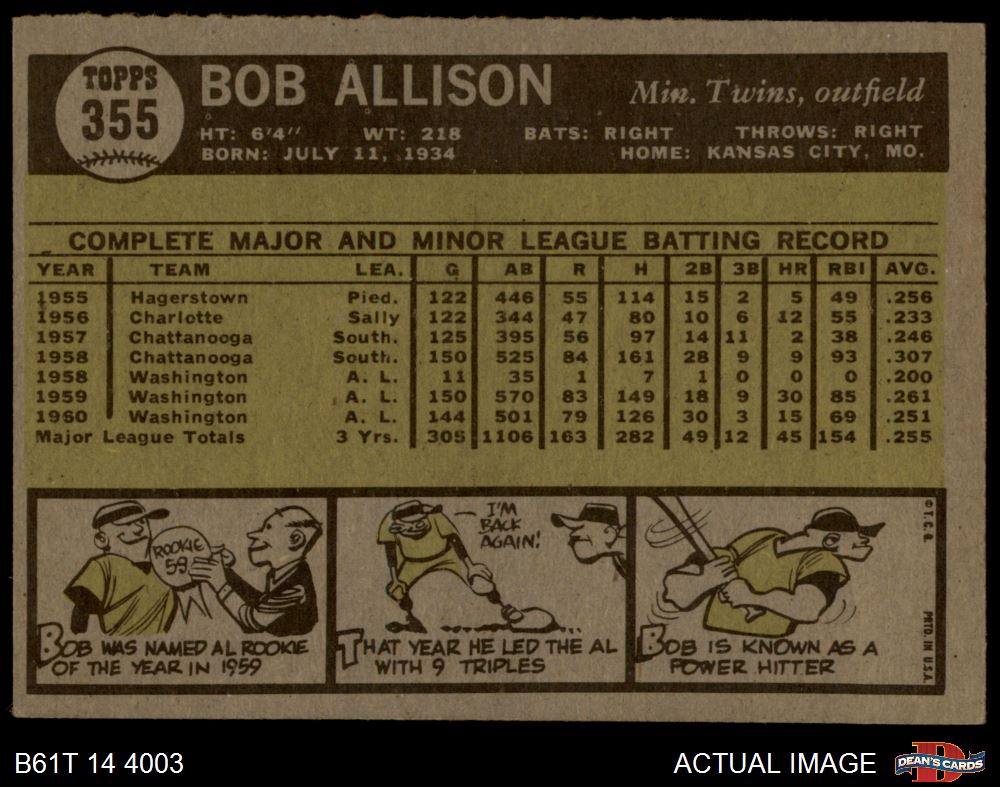 TOPPS
355
BOB ALLISON
Min. Twins, outfield
HT: 6'4" WT: 218 BATS: RIGHT THROWS: RIGHT
BORN: JULY 11, 1934 HOME: KANSAS CITY, MO.
COMPLETE MAJOR AND MINOR LEAGUE BATTING RECORD
YEAR TEAM LEA. G AB R H 2B 3B HR RBI AVG.
1955 Hagerstown Pied. 122 446 55 114 15 2 5 49 .256
1956 Charlotte Sally 122 344 47 80 10 6 12 55 .233
1957 Chattanooga South. 125 395 56 97 14 11 2 38 .246
1958 Chattanooga South. 150 525 84 161 28 9 9 93 .307
1958 Washington A. L. 11 35 1 7 1 0 0 0 .200
1959 Washington A. L. 150 570 83 149 18 9 30 85 .261
1960 Washington A. L. 144 501 79 126 30 3 15 69 .251
Major League Totals 3 Yrs. 305 1106 163 282 49 12 45 154 .255
ROOKIE
59
BOB WAS NAMED AL ROOKIE
OF THE YEAR IN 1959
I'M
BACK
AGAIN!
THAT YEAR HE LED THE AL
WITH 9 TRIPLES
BOB IS KNOWN AS A
POWER HITTER
© T. C. G. PRTD. IN U.S.A.
B61T 14 4003
ACTUAL IMAGE
DEAN'S CARDS